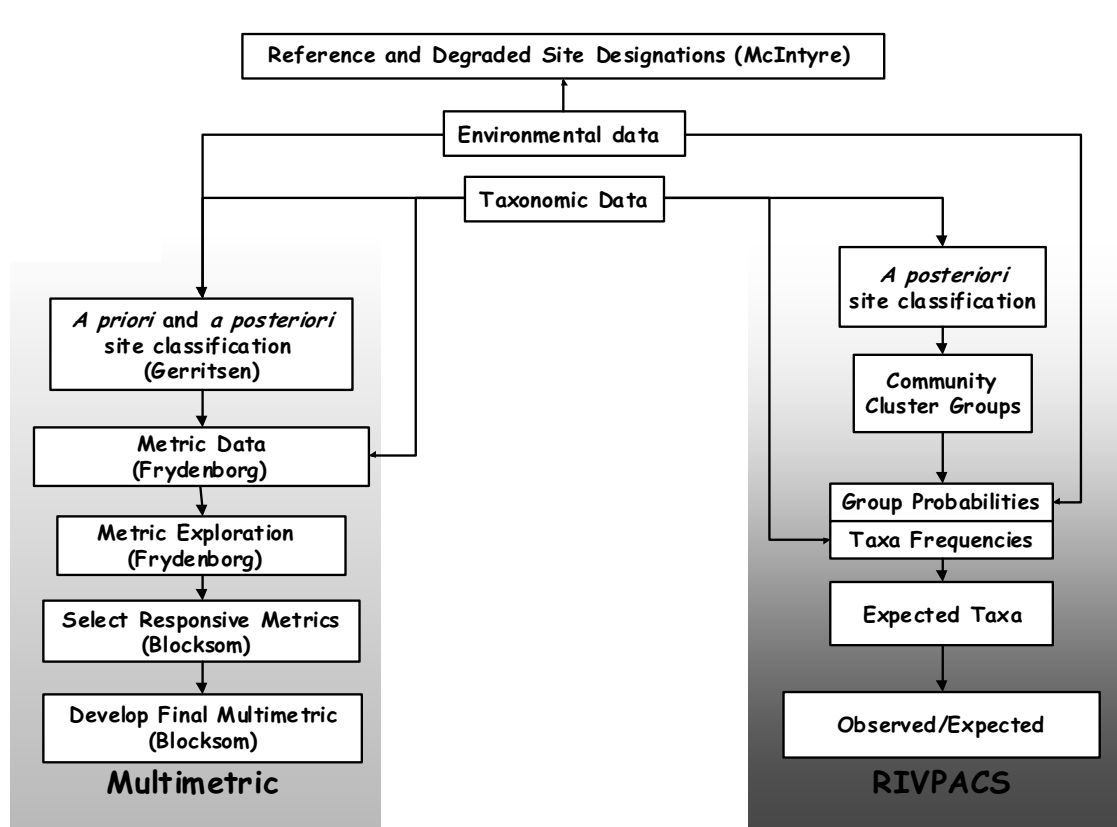 Reference and Degraded Site Designations (McIntyre)
Environmental data
Taxonomic Data
A priori and a posteriori
site classification
(Gerritsen)
Metric Data
(Frydenborg)
Metric Exploration
(Frydenborg)
Select Responsive Metrics
(Blocksom)
Develop Final Multimetric
(Blocksom)
Multimetric
A posteriori
site classification
Community
Cluster Groups
Group Probabilities
Taxa Frequencies
Expected Taxa
Observed/Expected
RIVPACS